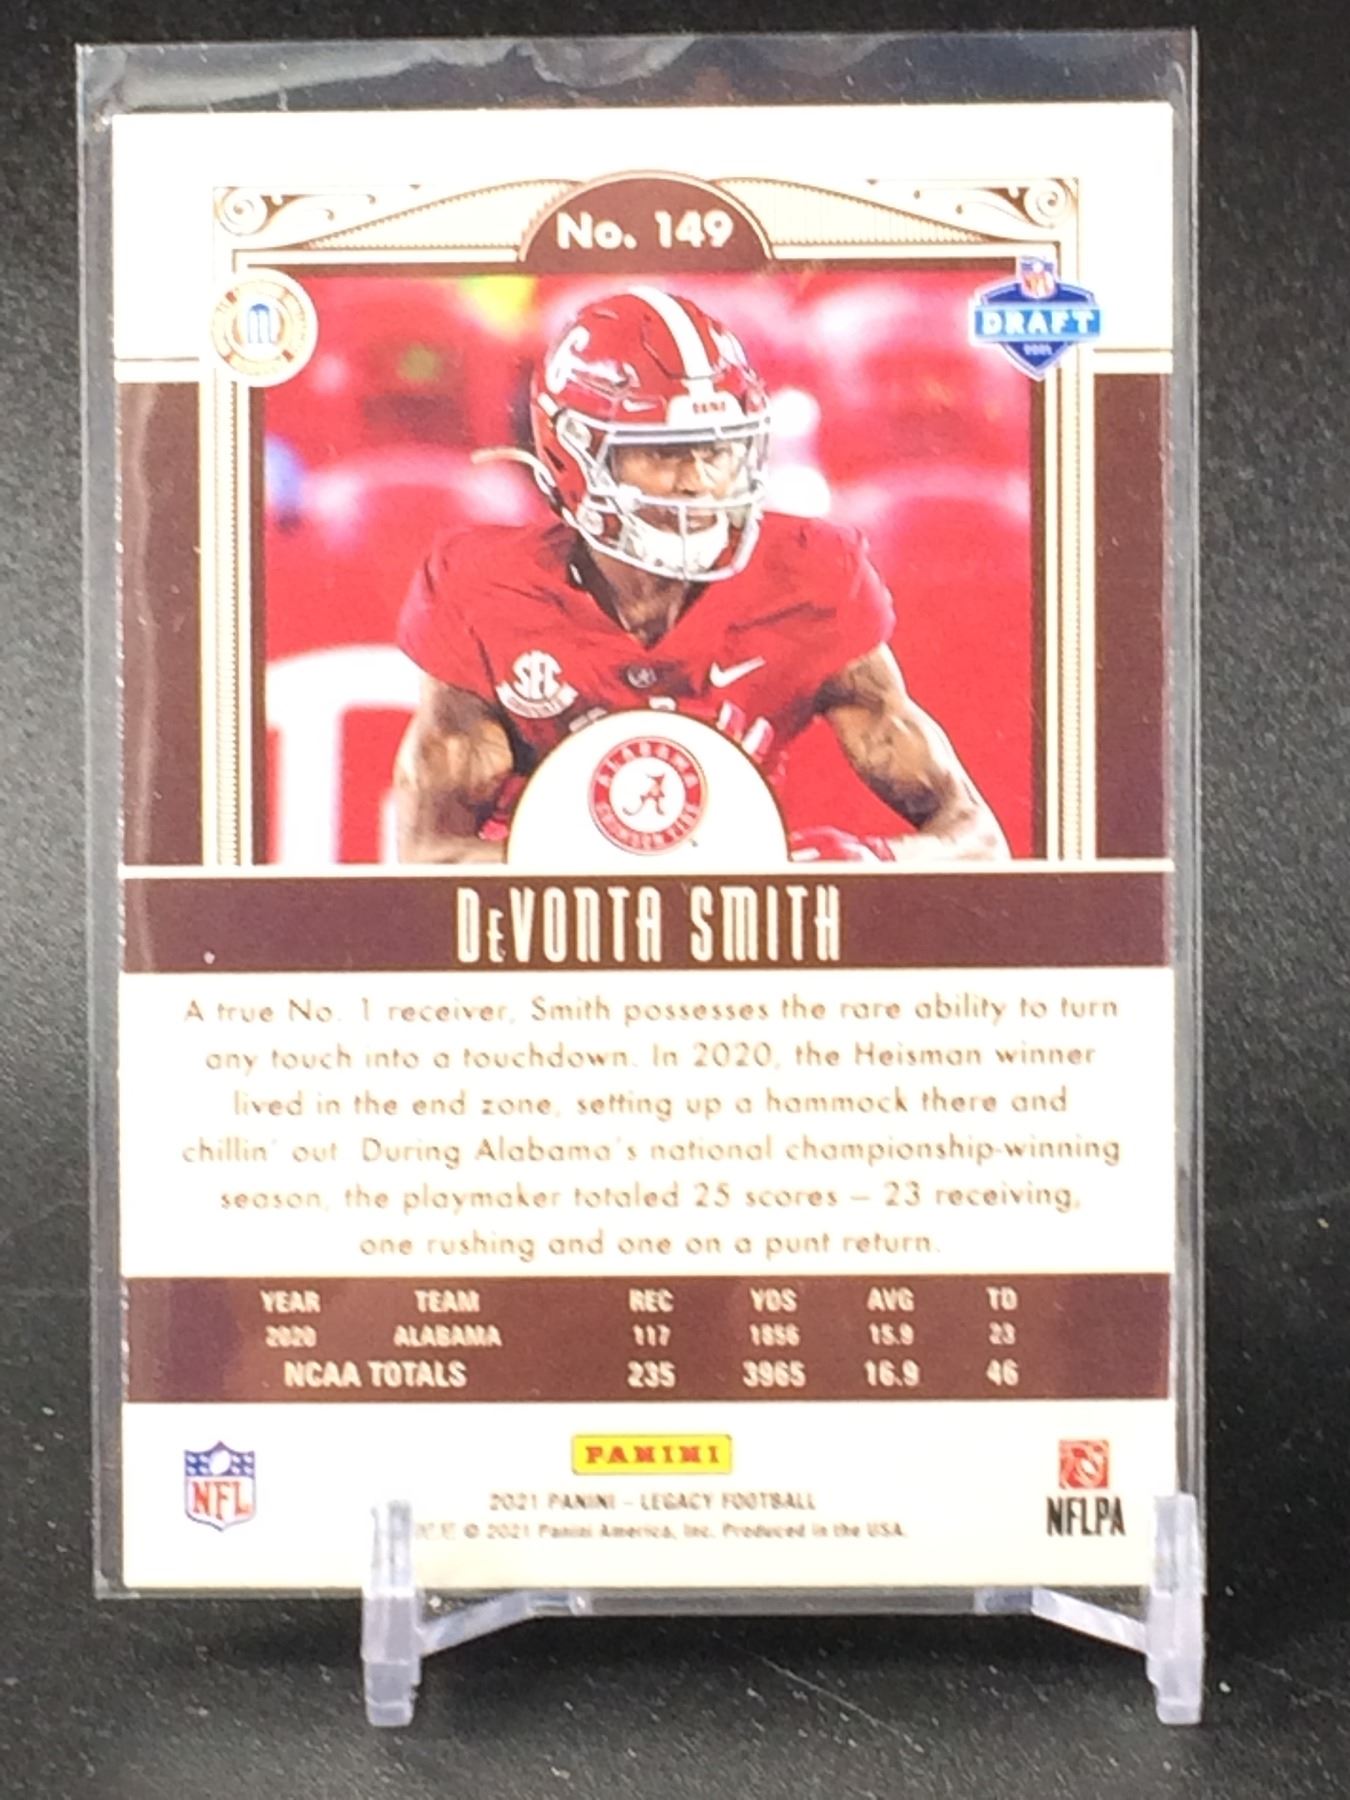 No. 149
DRAFT
SEC
ALABAMA
CRIMSON TIDE
DeVONTA SMITH
A true No. 1 receiver, Smith possesses the rare ability to turn
any touch into a touchdown. In 2020, the Heisman winner
lived in the end zone, setting up a hammock there and
chillin' out. During Alabama's national championship-winning
season, the playmaker totaled 25 scores – 23 receiving,
one rushing and one on a punt return.
YEAR TEAM REC YDS AVG TD
2020 ALABAMA 117 1856 15.9 23
NCAA TOTALS 235 3965 16.9 46
NFL
PANINI
NFLPA
2021 PANINI – LEGACY FOOTBALL
© 2021 Panini America, Inc. Produced in the USA.